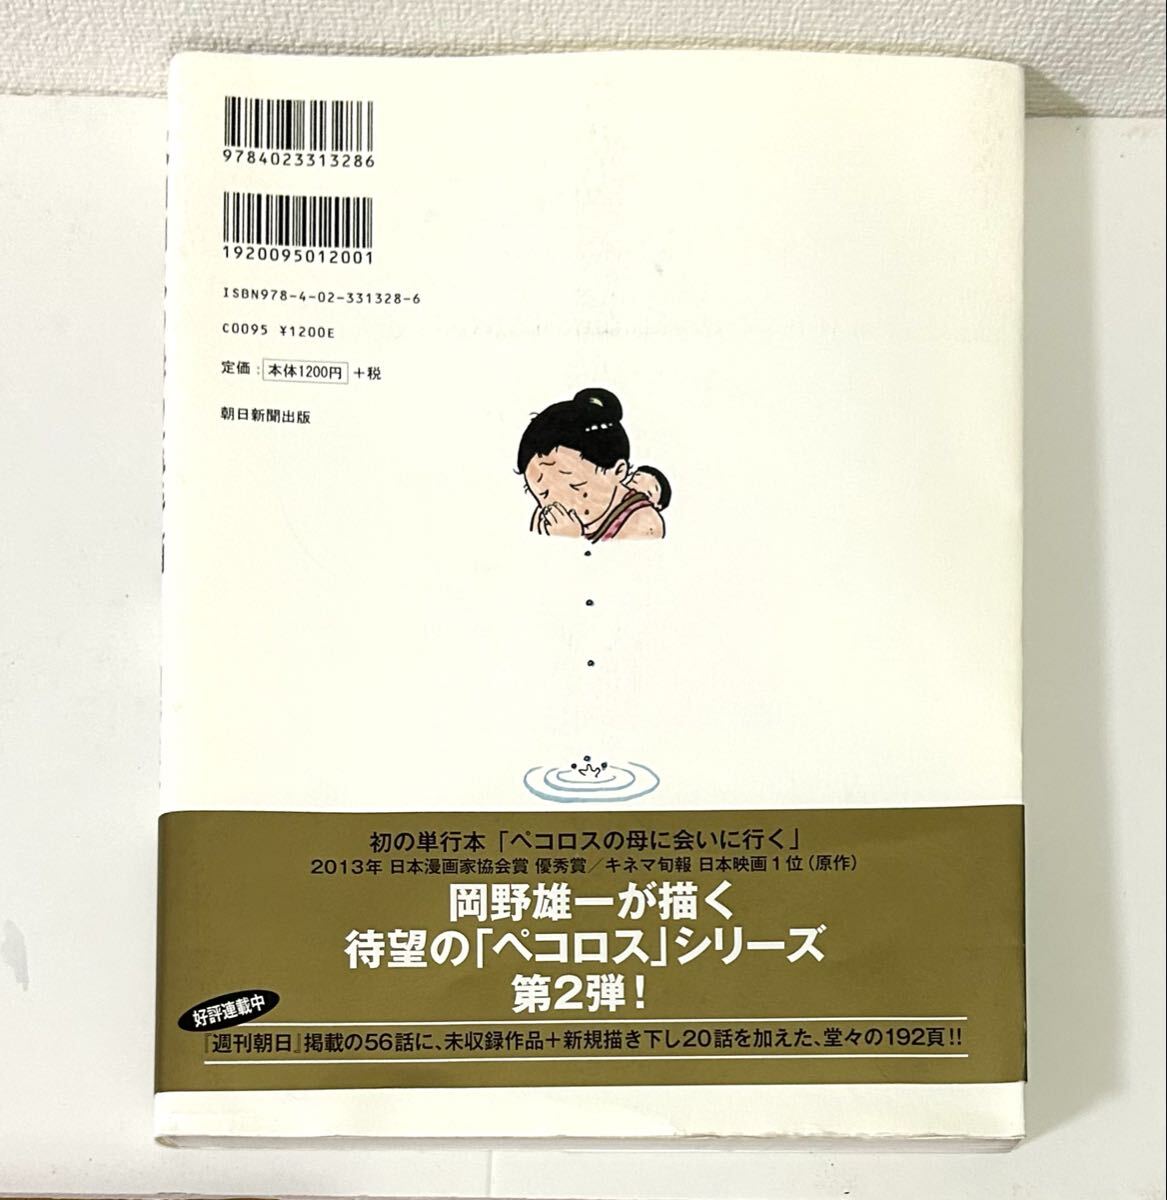 9784023313286
1920095012001
ISBN978-4-02-331328-6
C0095 ¥1200E
定価：本体1200円＋税
朝日新聞出版
初の単行本「ペコロスの母に会いに行く」
2013年 日本漫画家協会賞 優秀賞／キネマ旬報 日本映画1位（原作）
岡野雄一が描く
待望の「ペコロス」シリーズ
第2弾！
好評連載中
『週刊朝日』掲載の56話に、未収録作品＋新規描き下し20話を加えた、堂々の192頁!!